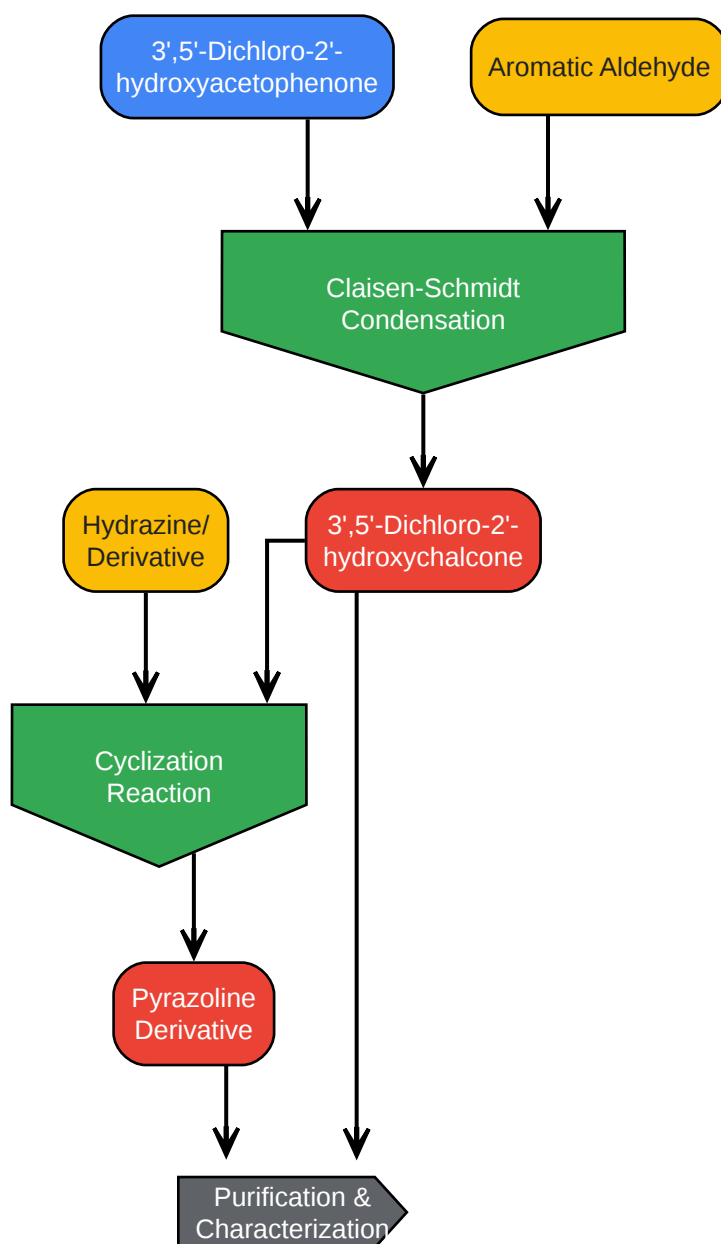 3',5'-Dichloro-2'-
hydroxyacetophenone
Aromatic Aldehyde
Claisen-Schmidt
Condensation
Hydrazine/
Derivative
3',5'-Dichloro-2'-
hydroxychalcone
Cyclization
Reaction
Pyrazoline
Derivative
Purification &
Characterization